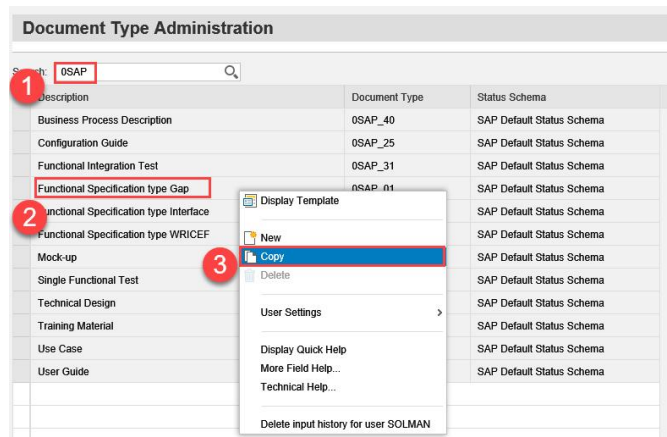 Document Type Administration
Search: 0SAP
1
Description Document Type Status Schema
Business Process Description 0SAP_40 SAP Default Status Schema
Configuration Guide 0SAP_25 SAP Default Status Schema
Functional Integration Test 0SAP_31 SAP Default Status Schema
Functional Specification type Gap 0SAP_01 SAP Default Status Schema
2
Functional Specification type Interface SAP Default Status Schema
Functional Specification type WRICEF SAP Default Status Schema
Mock-up SAP Default Status Schema
Single Functional Test SAP Default Status Schema
Technical Design SAP Default Status Schema
Training Material SAP Default Status Schema
Use Case SAP Default Status Schema
User Guide SAP Default Status Schema
Display Template
New
3
Copy
Delete
User Settings
Display Quick Help
More Field Help...
Technical Help...
Delete input history for user SOLMAN